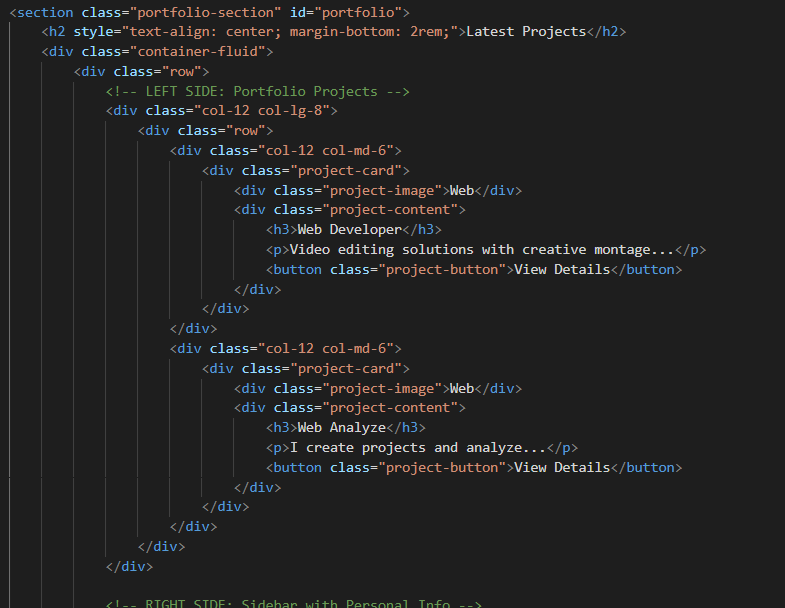 <section class="portfolio-section" id="portfolio">
<h2 style="text-align: center; margin-bottom: 2rem;">Latest Projects</h2>
<div class="container-fluid">
<div class="row">
<!-- LEFT SIDE: Portfolio Projects -->
<div class="col-12 col-lg-8">
<div class="row">
<div class="col-12 col-md-6">
<div class="project-card">
<div class="project-image">Web</div>
<div class="project-content">
<h3>Web Developer</h3>
<p>Video editing solutions with creative montage...</p>
<button class="project-button">View Details</button>
</div>
</div>
</div>
<div class="col-12 col-md-6">
<div class="project-card">
<div class="project-image">Web</div>
<div class="project-content">
<h3>Web Analyze</h3>
<p>I create projects and analyze...</p>
<button class="project-button">View Details</button>
</div>
</div>
</div>
</div>
</div>
<!-- RIGHT SIDE: Sidebar with Personal Info -->